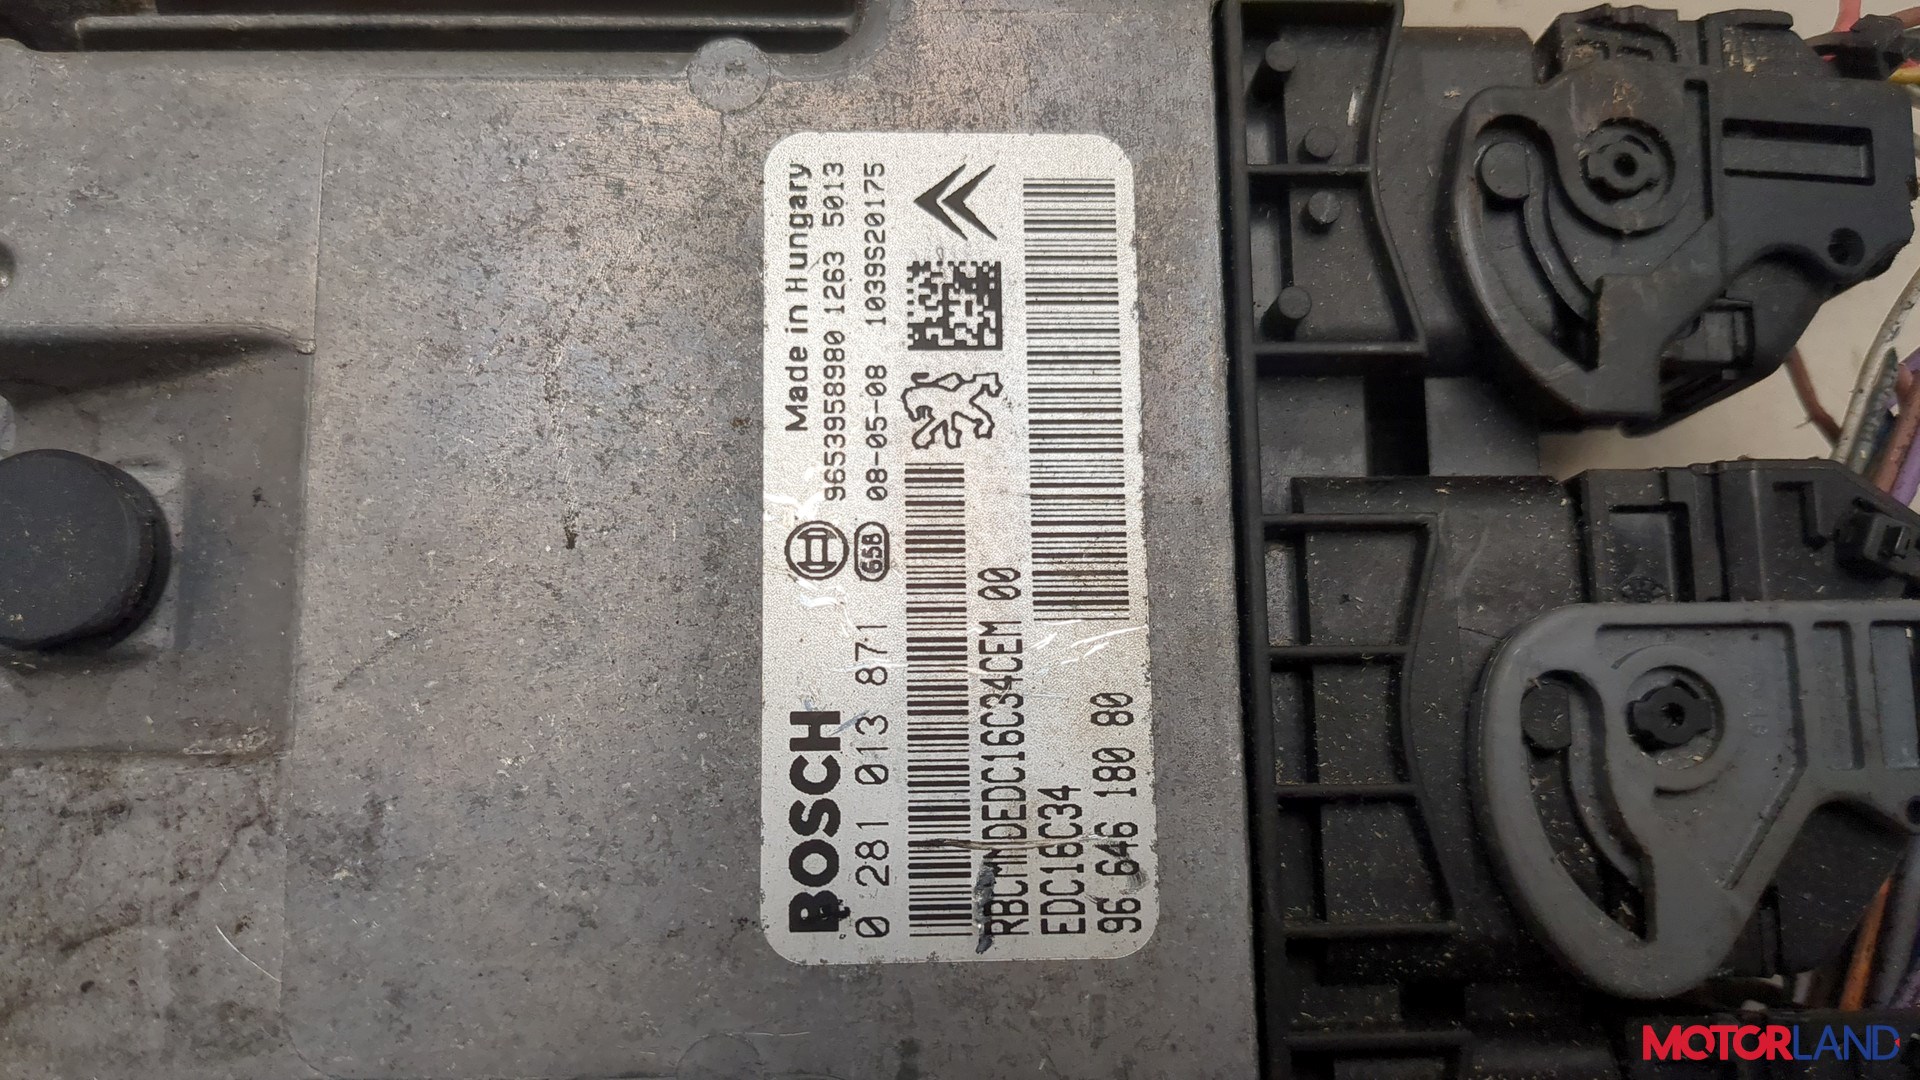 BOSCH
Made in Hungary
0 281 013 871
9653958980 1263 5013
658
08-05-08 1039S20175
RBCMMDEDC16C34CEM 00
EDC16C34
96 646 180 80
MOTORLAND